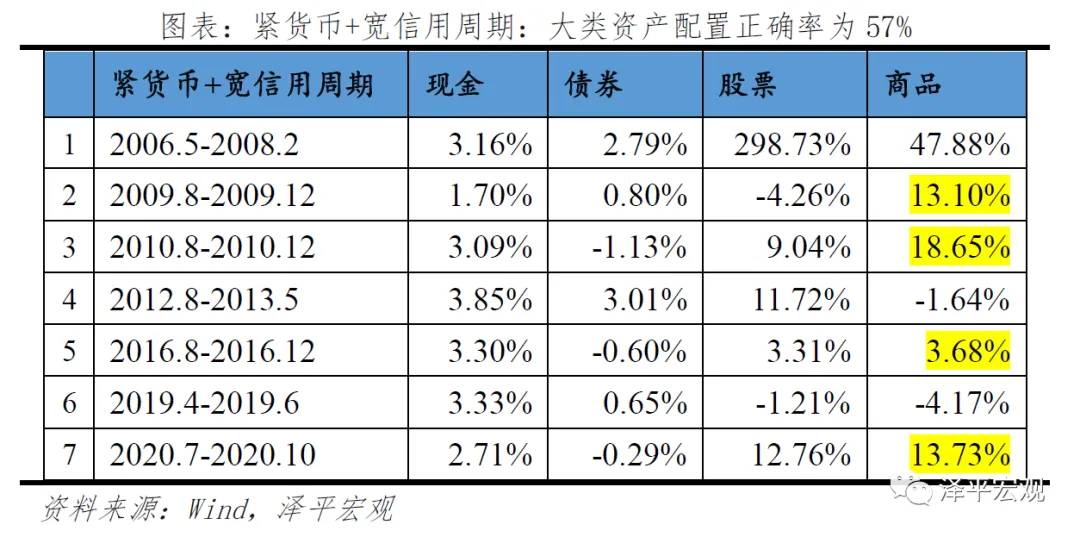 图表：紧货币+宽信用周期：大类资产配置正确率为 57%
紧货币+宽信用周期 现金 债券 股票 商品
1 2006.5-2008.2 3.16% 2.79% 298.73% 47.88%
2 2009.8-2009.12 1.70% 0.80% -4.26% 13.10%
3 2010.8-2010.12 3.09% -1.13% 9.04% 18.65%
4 2012.8-2013.5 3.85% 3.01% 11.72% -1.64%
5 2016.8-2016.12 3.30% -0.60% 3.31% 3.68%
6 2019.4-2019.6 3.33% 0.65% -1.21% -4.17%
7 2020.7-2020.10 2.71% -0.29% 12.76% 13.73%
泽平宏观
资料来源：Wind，泽平宏观